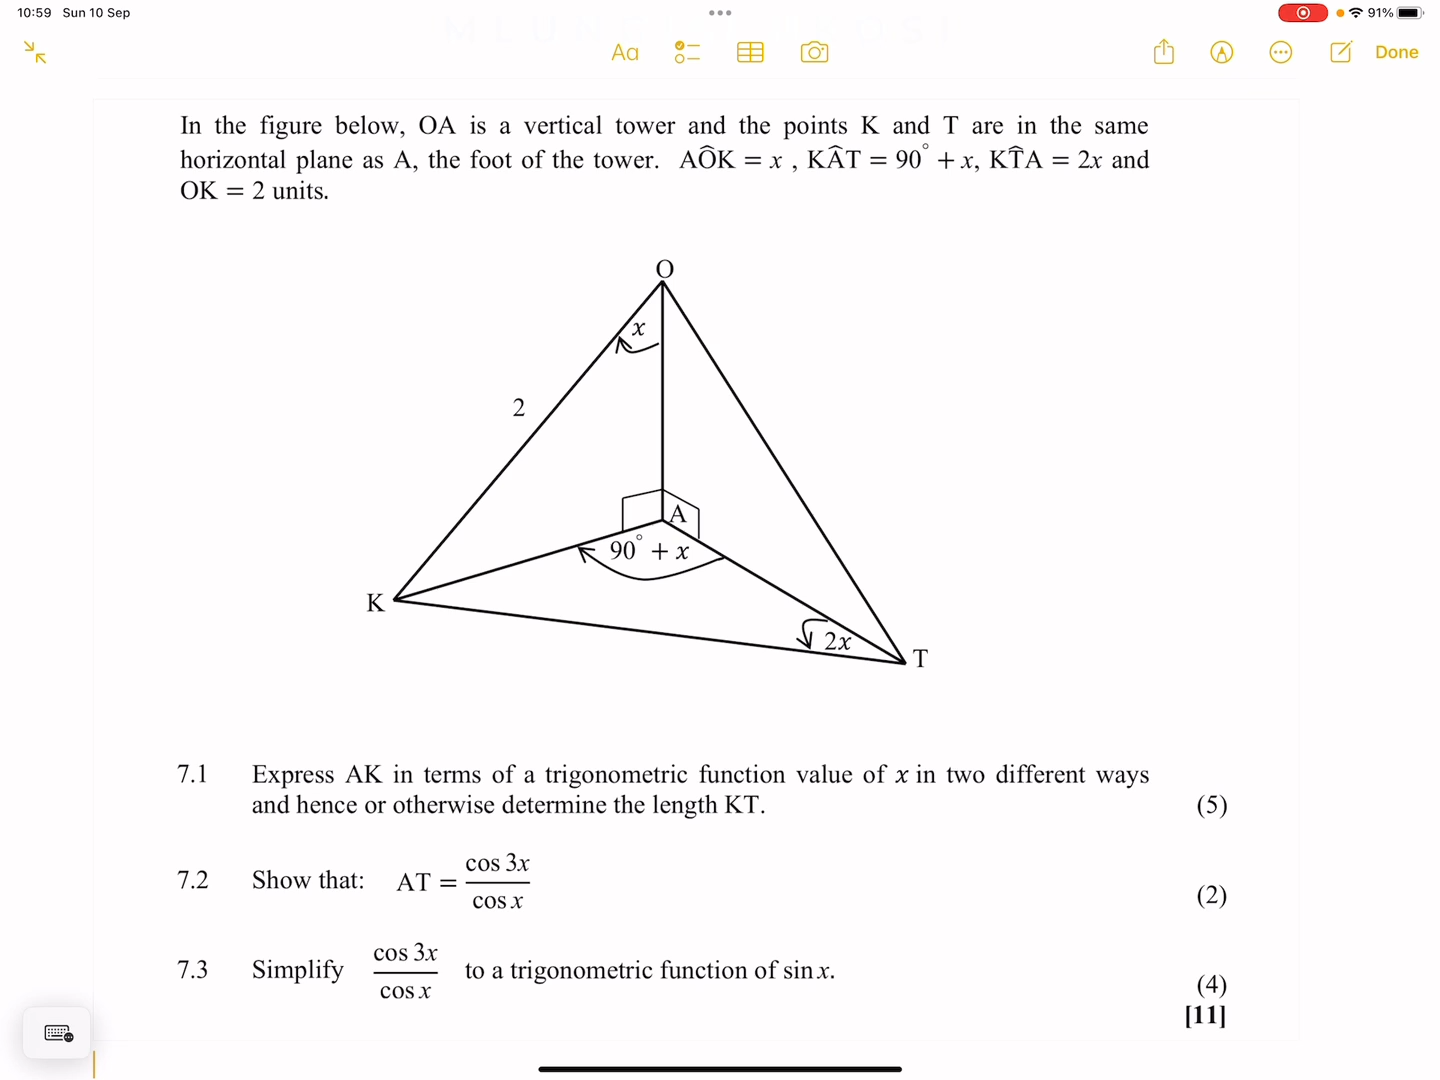 10:59 Sun 10 Sep
91%
Aa
Done
In the figure below, OA is a vertical tower and the points K and T are in the same
horizontal plane as A, the foot of the tower. AÔK = x , KÂT = 90° + x, KT̂A = 2x and
OK = 2 units.
O
x
2
A
90° + x
K
2x
T
7.1 Express AK in terms of a trigonometric function value of x in two different ways
and hence or otherwise determine the length KT. (5)
7.2 Show that: AT = cos 3x / cos x (2)
7.3 Simplify cos 3x / cos x to a trigonometric function of sin x. (4)
[11]